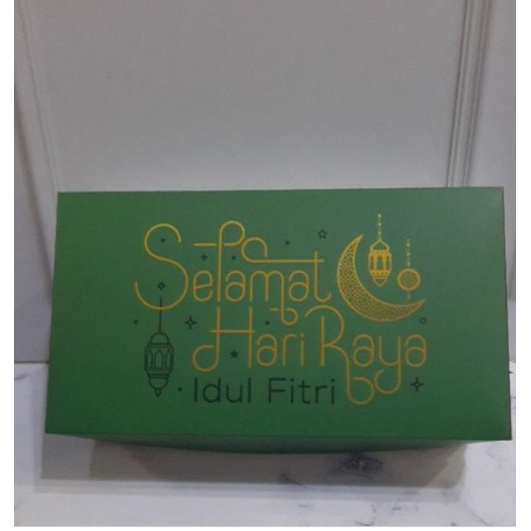 Selamat
Hari Raya
Idul Fitri